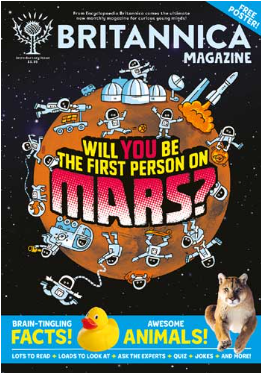 From Encyclopaedia Britannica comes the ultimate
new monthly magazine for curious young minds!
FREE
POSTER!
BRITANNICA
MAGAZINE
WILL YOU BE
THE FIRST PERSON ON
MARS?
BRAIN-TINGLING
FACTS!
AWESOME
ANIMALS!
LOTS TO READ + LOADS TO LOOK AT + ASK THE EXPERTS + QUIZ + JOKES + AND MORE!